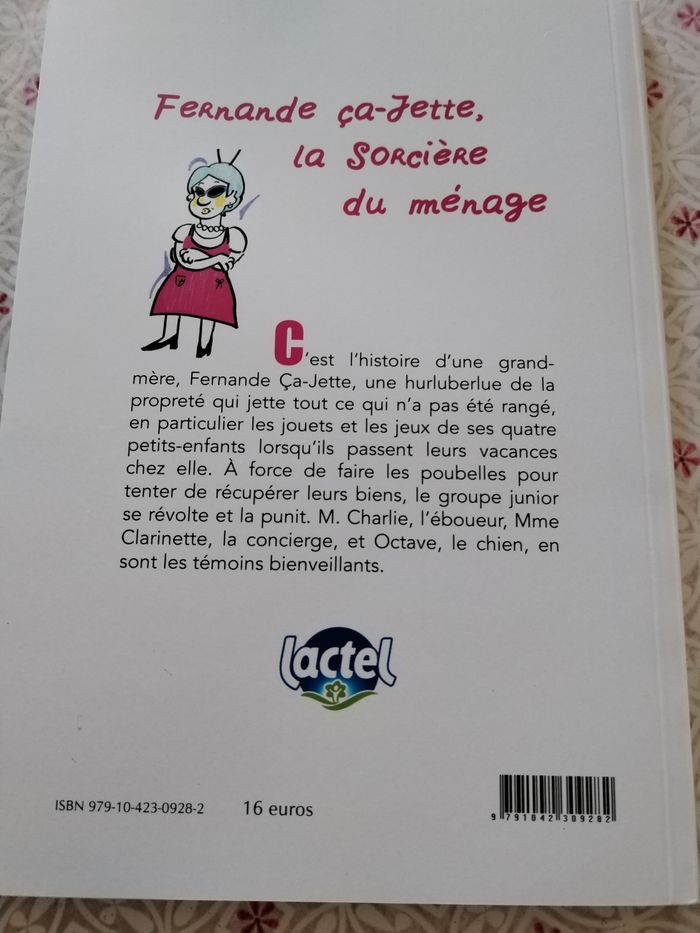 Fernande ça-Jette,
la Sorcière
du ménage
C'est l'histoire d'une grand-
mère, Fernande Ça-Jette, une hurluberlue de la
propreté qui jette tout ce qui n'a pas été rangé,
en particulier les jouets et les jeux de ses quatre
petits-enfants lorsqu'ils passent leurs vacances
chez elle. À force de faire les poubelles pour
tenter de récupérer leurs biens, le groupe junior
se révolte et la punit. M. Charlie, l'éboueur, Mme
Clarinette, la concierge, et Octave, le chien, en
sont les témoins bienveillants.
lactel
ISBN 979-10-423-0928-2 16 euros
9 791042 309282